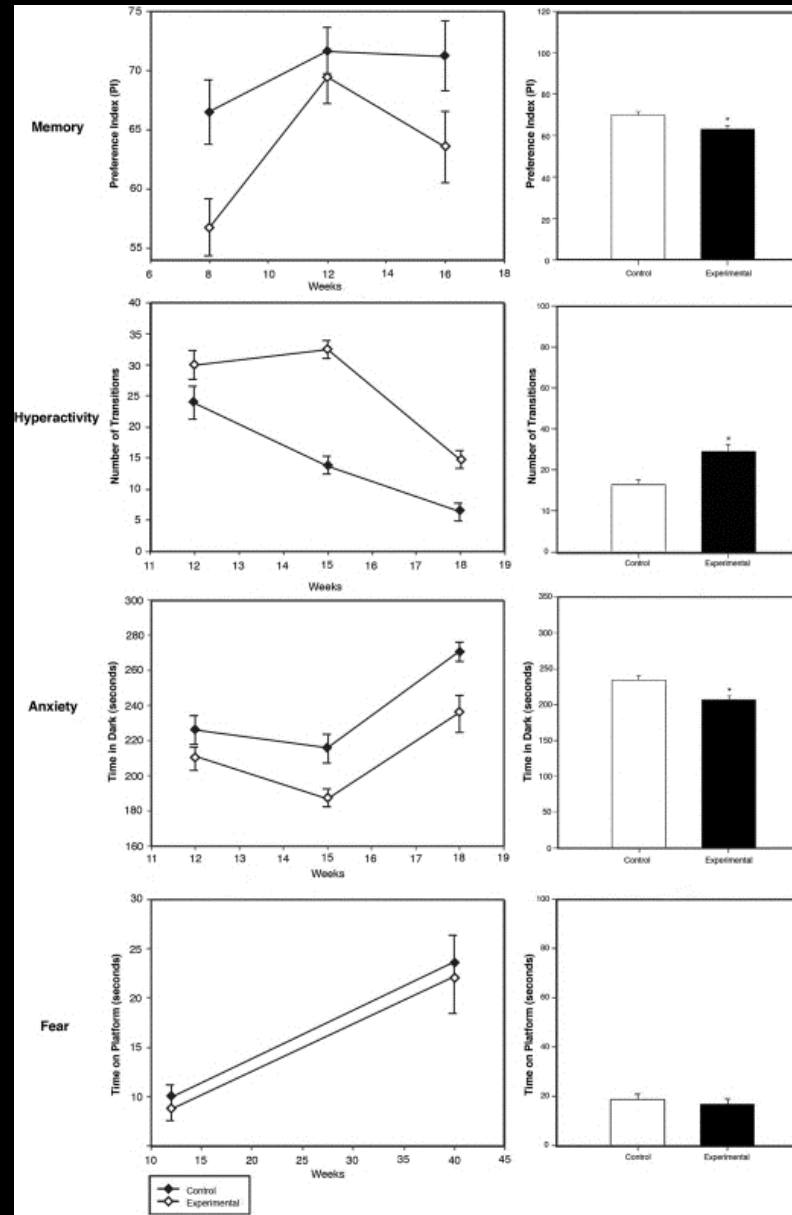 Memory
Preference Index (PI)
75
70
65
60
55
6 8 10 12 14 16 18
Weeks
Preference Index (PI)
120
100
80
60
40
20
0
*
Control Experimental
Hyperactivity
Number of Transitions
40
35
30
25
20
15
10
5
0
11 12 13 14 15 16 17 18 19
Weeks
Number of Transitions
100
80
60
40
20
10
0
*
Control Experimental
Anxiety
Time in Dark (seconds)
300
280
260
240
220
200
180
160
11 12 13 14 15 16 17 18 19
Weeks
Time in Dark (seconds)
350
300
250
200
150
100
50
0
*
Control Experimental
Fear
Time on Platform (seconds)
30
25
20
15
10
5
10 15 20 25 30 35 40 45
Weeks
Time on Platform (seconds)
100
80
60
40
20
0
Control Experimental
Control
Experimental